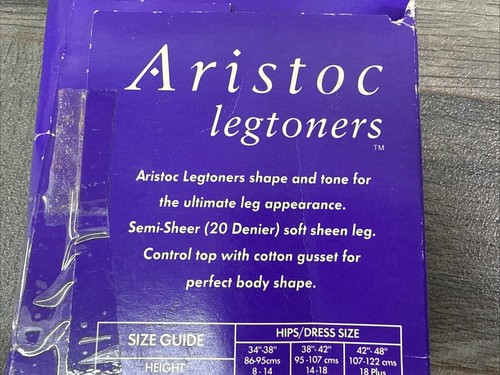 Aristoc
legtoners
™
Aristoc Legtoners shape and tone for
the ultimate leg appearance.
Semi-Sheer (20 Denier) soft sheen leg.
Control top with cotton gusset for
perfect body shape.
SIZE GUIDE
HIPS/DRESS SIZE
34"-38" 38"-42" 42"-48"
86-95cms 95-107 cms 107-122 cms
HEIGHT 8-14 14-18 18 Plus